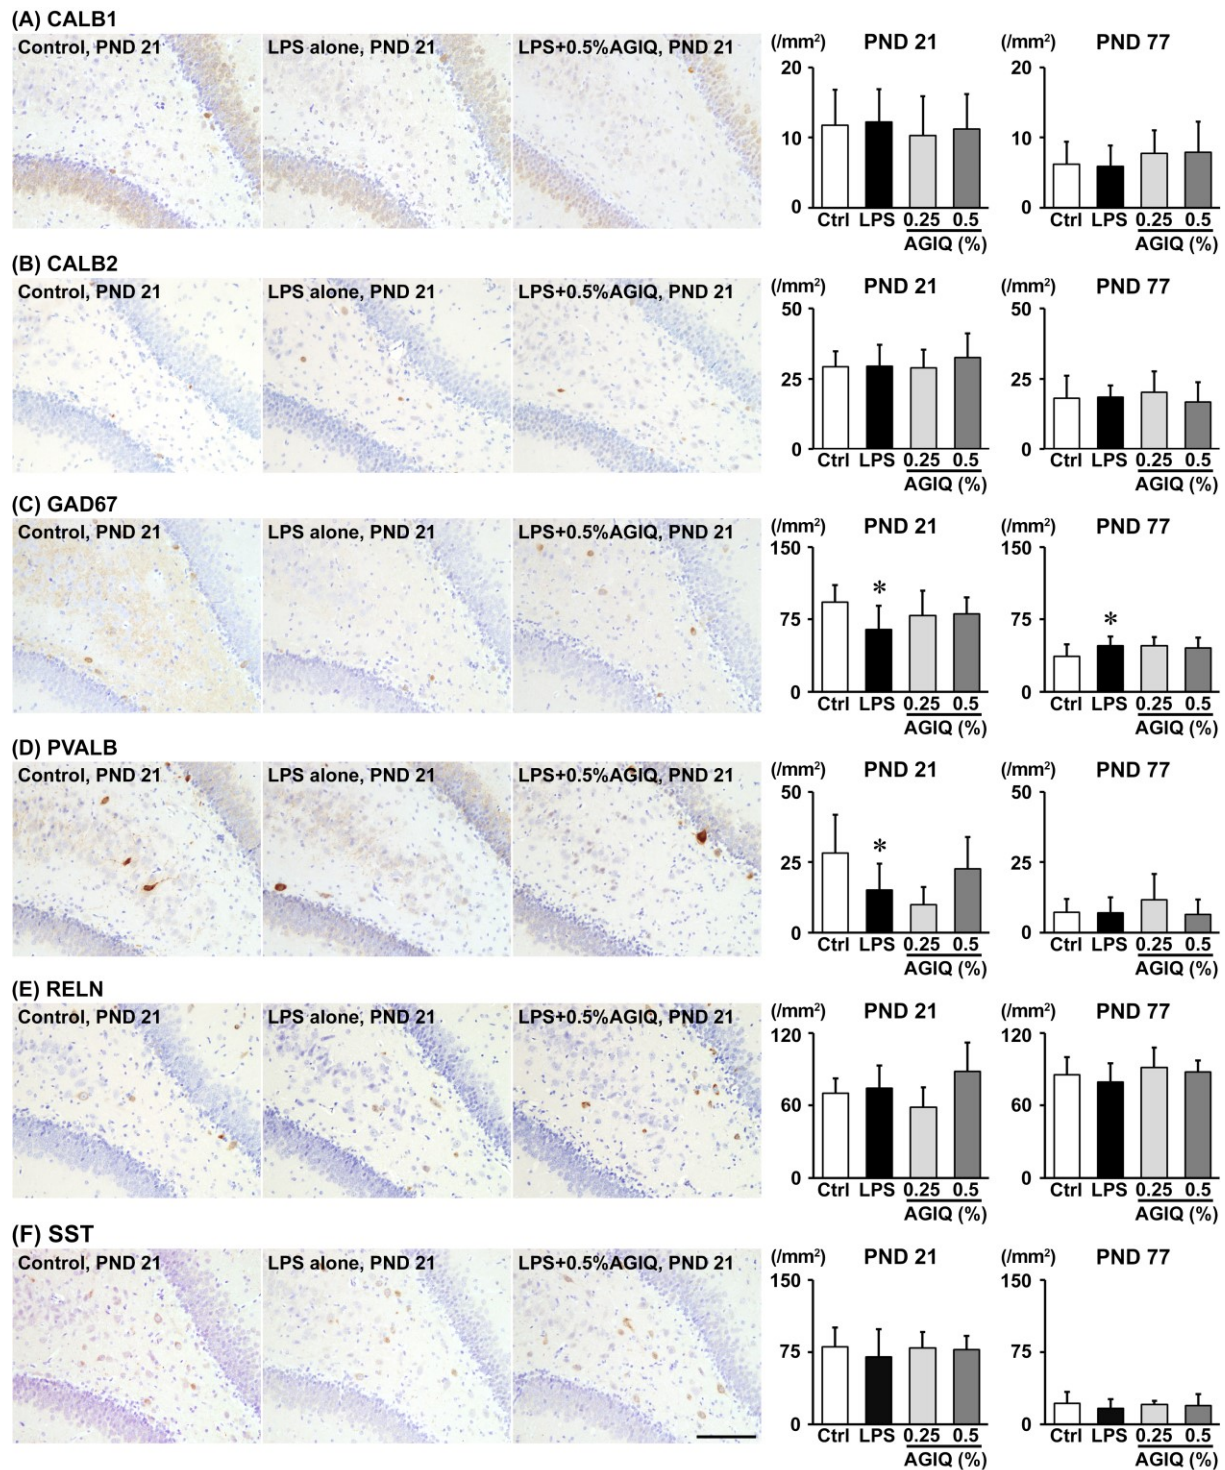 (A) CALB1
Control, PND 21 LPS alone, PND 21 LPS+0.5%AGIQ, PND 21
(/mm²) PND 21 (/mm²) PND 77
20 20
10 10
0 0
Ctrl LPS 0.25 0.5 Ctrl LPS 0.25 0.5
AGIQ (%) AGIQ (%)
(B) CALB2
Control, PND 21 LPS alone, PND 21 LPS+0.5%AGIQ, PND 21
(/mm²) PND 21 (/mm²) PND 77
50 50
25 25
0 0
Ctrl LPS 0.25 0.5 Ctrl LPS 0.25 0.5
AGIQ (%) AGIQ (%)
(C) GAD67
Control, PND 21 LPS alone, PND 21 LPS+0.5%AGIQ, PND 21
(/mm²) PND 21 (/mm²) PND 77
150 150
* *
75 75
0 0
Ctrl LPS 0.25 0.5 Ctrl LPS 0.25 0.5
AGIQ (%) AGIQ (%)
(D) PVALB
Control, PND 21 LPS alone, PND 21 LPS+0.5%AGIQ, PND 21
(/mm²) PND 21 (/mm²) PND 77
50 50
*
25 25
0 0
Ctrl LPS 0.25 0.5 Ctrl LPS 0.25 0.5
AGIQ (%) AGIQ (%)
(E) RELN
Control, PND 21 LPS alone, PND 21 LPS+0.5%AGIQ, PND 21
(/mm²) PND 21 (/mm²) PND 77
120 120
60 60
0 0
Ctrl LPS 0.25 0.5 Ctrl LPS 0.25 0.5
AGIQ (%) AGIQ (%)
(F) SST
Control, PND 21 LPS alone, PND 21 LPS+0.5%AGIQ, PND 21
(/mm²) PND 21 (/mm²) PND 77
150 150
75 75
0 0
Ctrl LPS 0.25 0.5 Ctrl LPS 0.25 0.5
AGIQ (%) AGIQ (%)